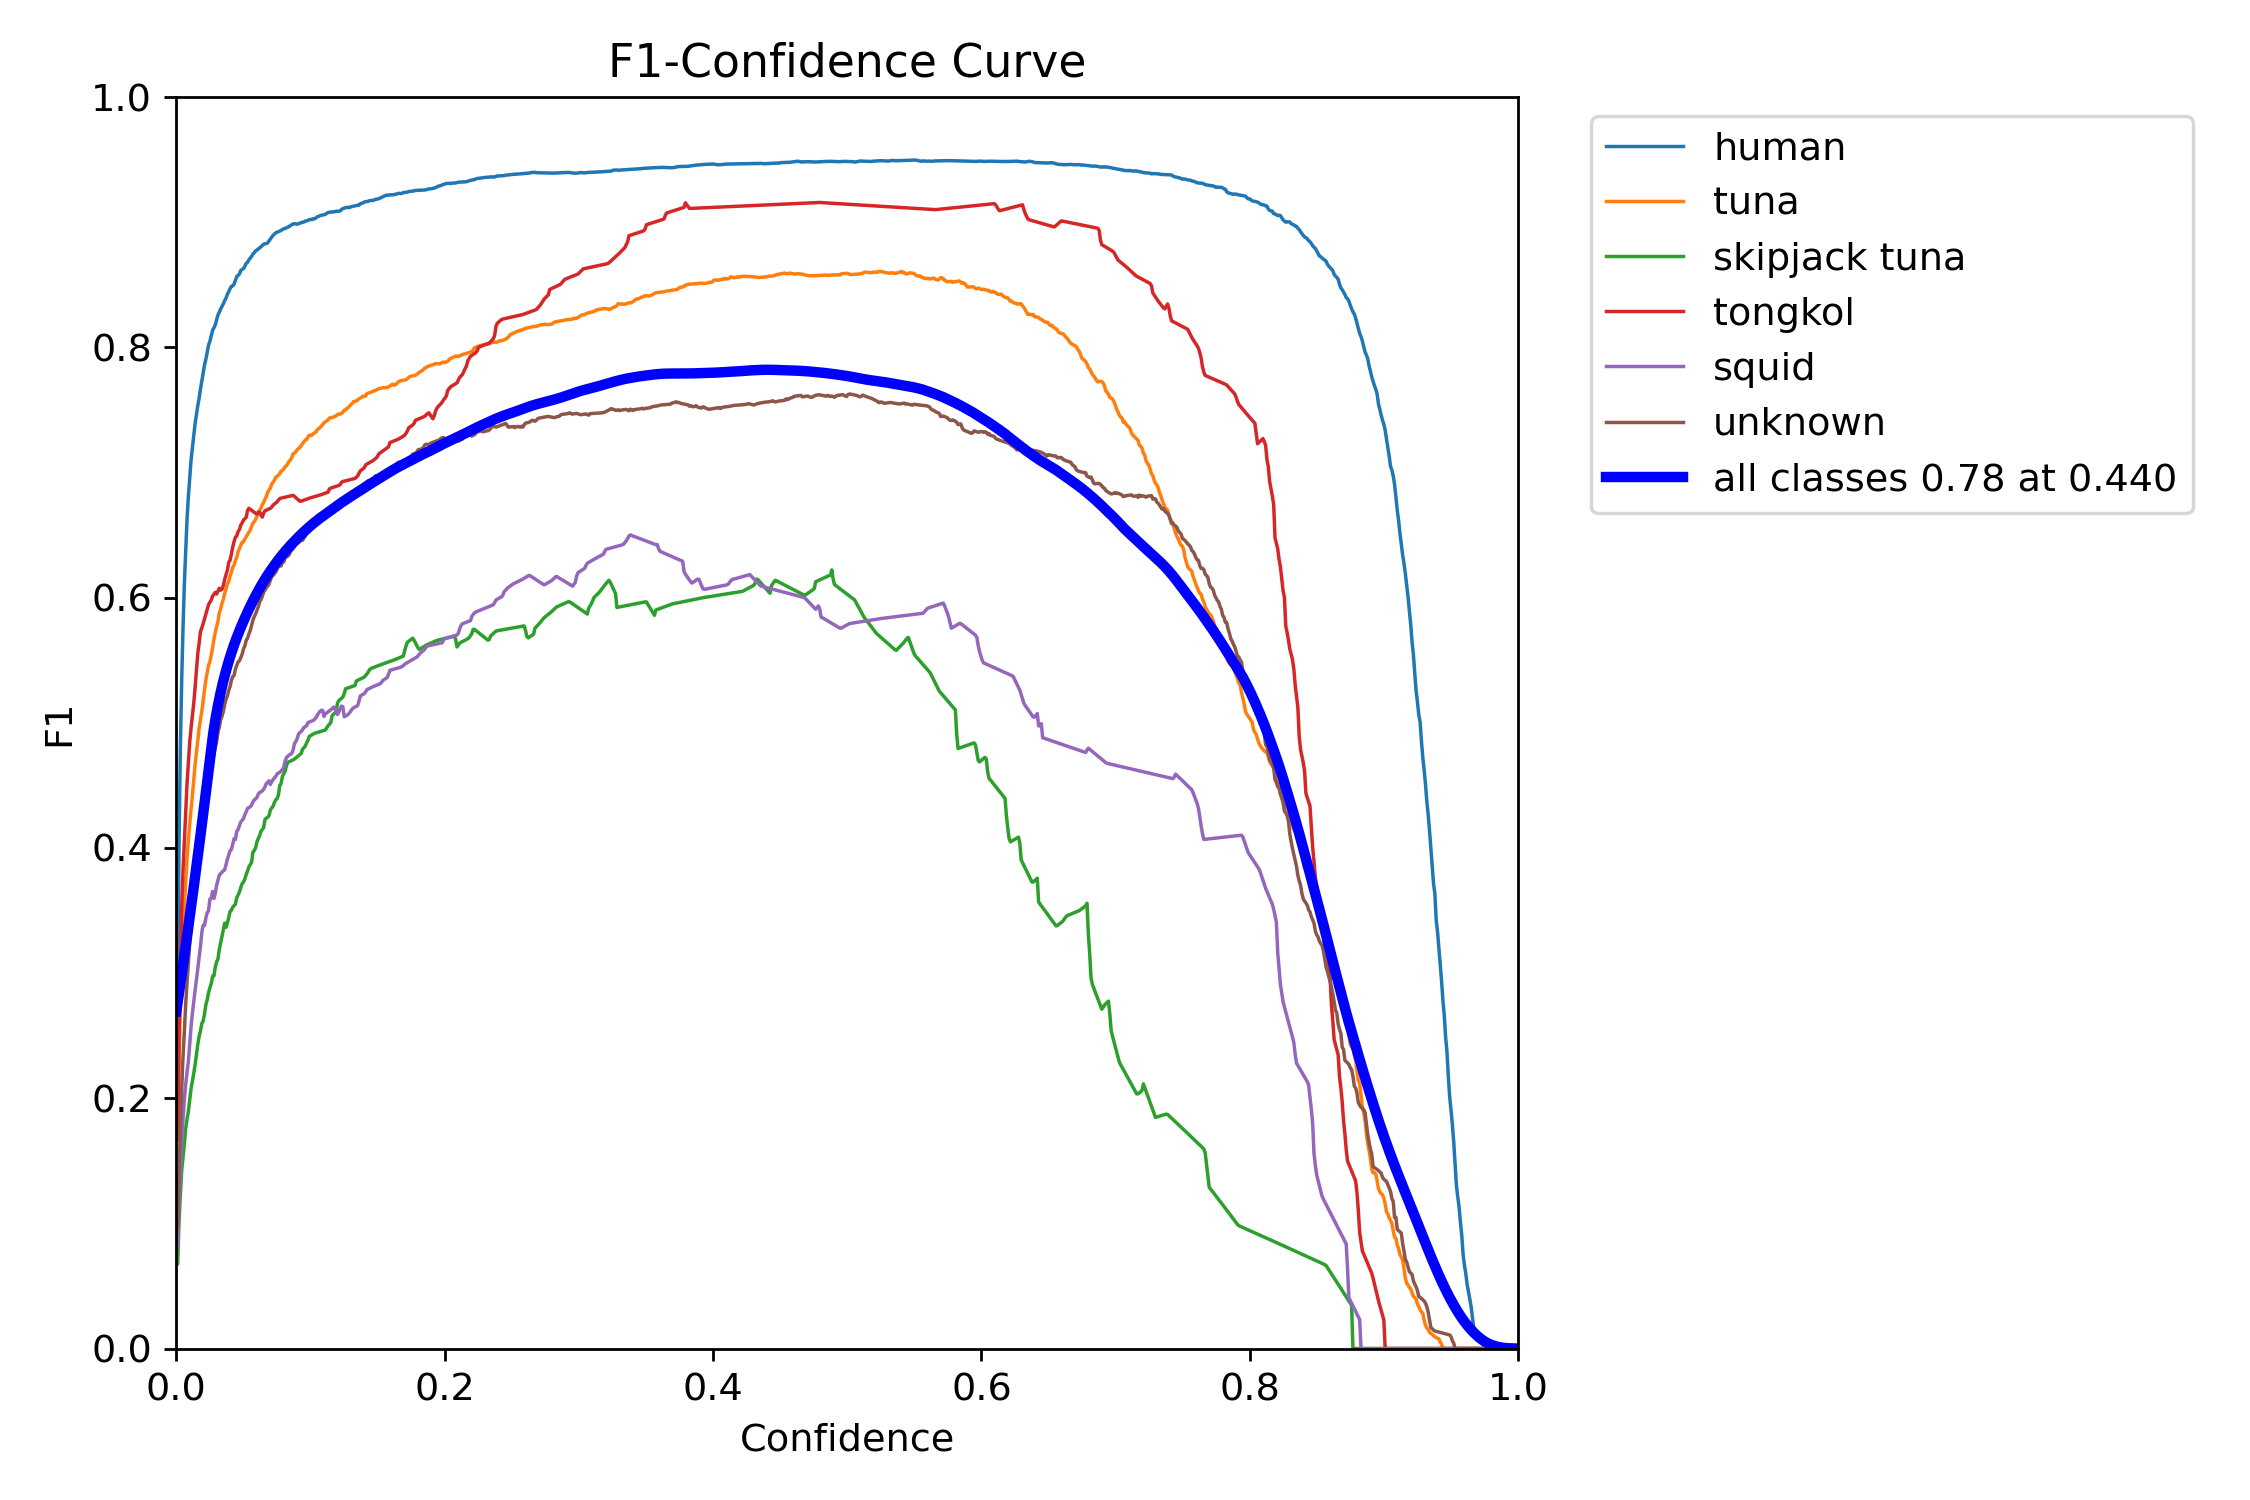 F1-Confidence Curve
1.0
0.8
0.6
0.4
0.2
0.0
F1
0.0 0.2 0.4 0.6 0.8 1.0
Confidence
human
tuna
skipjack tuna
tongkol
squid
unknown
all classes 0.78 at 0.440